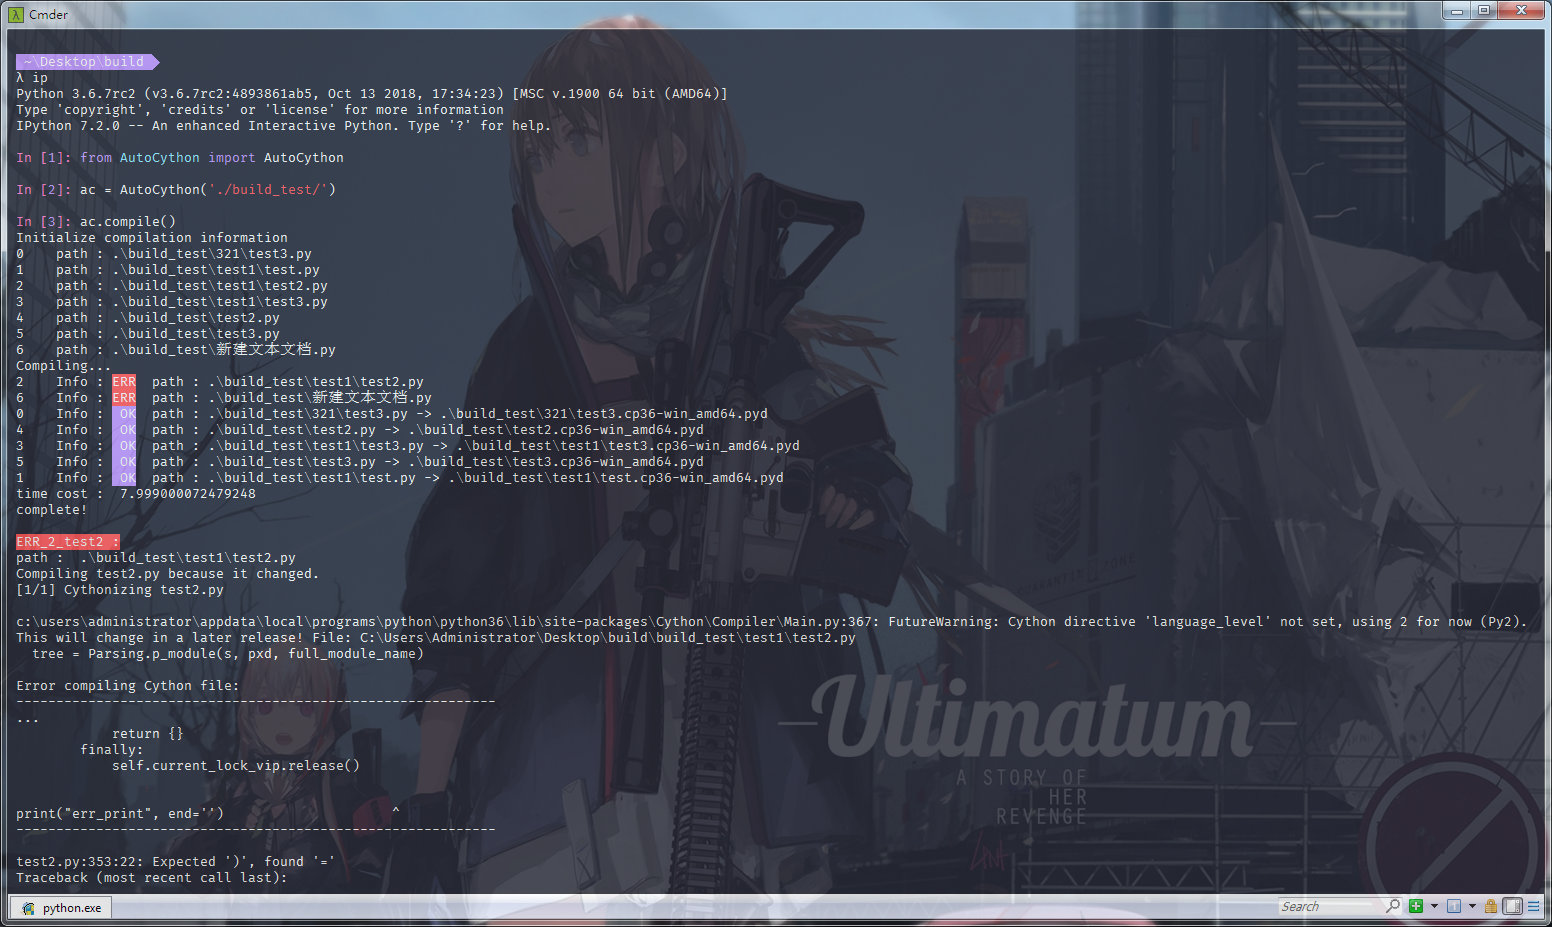 Cmder
~\Desktop\build
λ ip
Python 3.6.7rc2 (v3.6.7rc2:4893861ab5, Oct 13 2018, 17:34:23) [MSC v.1900 64 bit (AMD64)]
Type 'copyright', 'credits' or 'license' for more information
IPython 7.2.0 -- An enhanced Interactive Python. Type '?' for help.
In [1]: from AutoCython import AutoCython
In [2]: ac = AutoCython('./build_test/')
In [3]: ac.compile()
Initialize compilation information
0    path : .\build_test\321\test3.py
1    path : .\build_test\test1\test.py
2    path : .\build_test\test1\test2.py
3    path : .\build_test\test1\test3.py
4    path : .\build_test\test2.py
5    path : .\build_test\test3.py
6    path : .\build_test\新建文本文档.py
Compiling...
2    Info : ERR  path : .\build_test\test1\test2.py
6    Info : ERR  path : .\build_test\新建文本文档.py
0    Info :  OK  path : .\build_test\321\test3.py -> .\build_test\321\test3.cp36-win_amd64.pyd
4    Info :  OK  path : .\build_test\test2.py -> .\build_test\test2.cp36-win_amd64.pyd
3    Info :  OK  path : .\build_test\test1\test3.py -> .\build_test\test1\test3.cp36-win_amd64.pyd
5    Info :  OK  path : .\build_test\test3.py -> .\build_test\test3.cp36-win_amd64.pyd
1    Info :  OK  path : .\build_test\test1\test.py -> .\build_test\test1\test.cp36-win_amd64.pyd
time cost :  7.999000072479248
complete!
ERR_2_test2 :
path :  .\build_test\test1\test2.py
Compiling test2.py because it changed.
[1/1] Cythonizing test2.py
c:\users\administrator\appdata\local\programs\python\python36\lib\site-packages\Cython\Compiler\Main.py:367: FutureWarning: Cython directive 'language_level' not set, using 2 for now (Py2).
This will change in a later release! File: C:\Users\Administrator\Desktop\build\build_test\test1\test2.py
  tree = Parsing.p_module(s, pxd, full_module_name)
Error compiling Cython file:
------------------------------------------------------------
...
            return {}
        finally:
            self.current_lock_vip.release()
print("err_print", end='')                     ^
------------------------------------------------------------
test2.py:353:22: Expected ')', found '='
Traceback (most recent call last):
QUARANTINE ZONE
Ultimatum
A STORY OF
HER
REVENGE
python.exe
Search